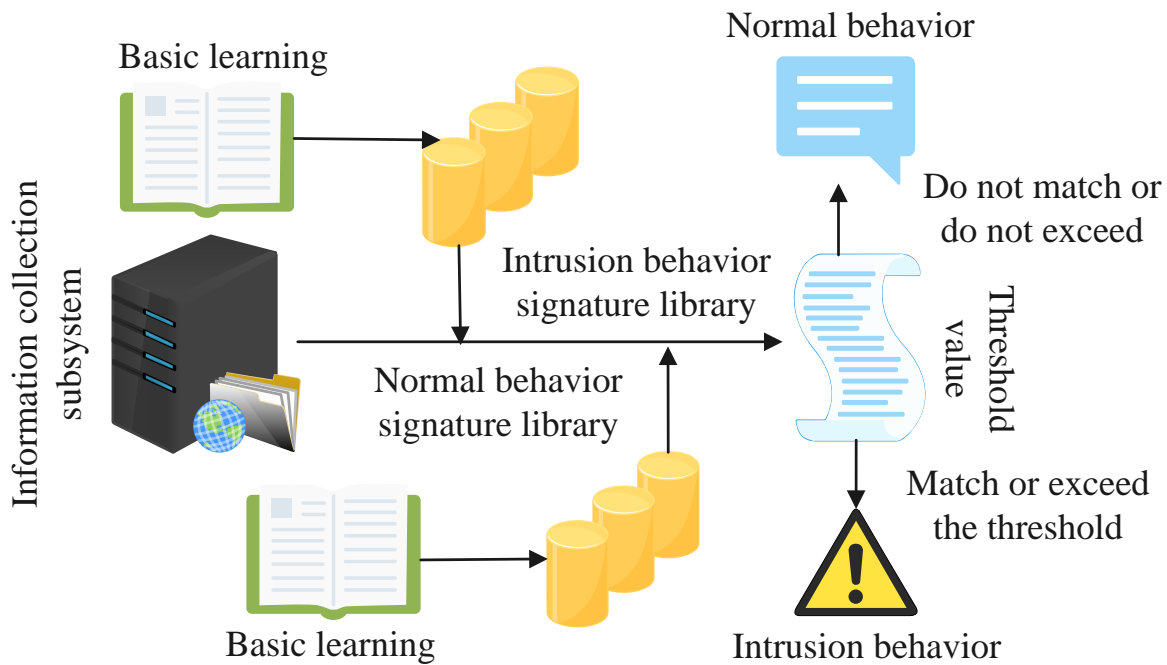 Normal behavior
Basic learning
Do not match or
do not exceed
Information collection
subsystem
Intrusion behavior
signature library
Threshold
value
Normal behavior
signature library
Match or exceed
the threshold
Basic learning
Intrusion behavior